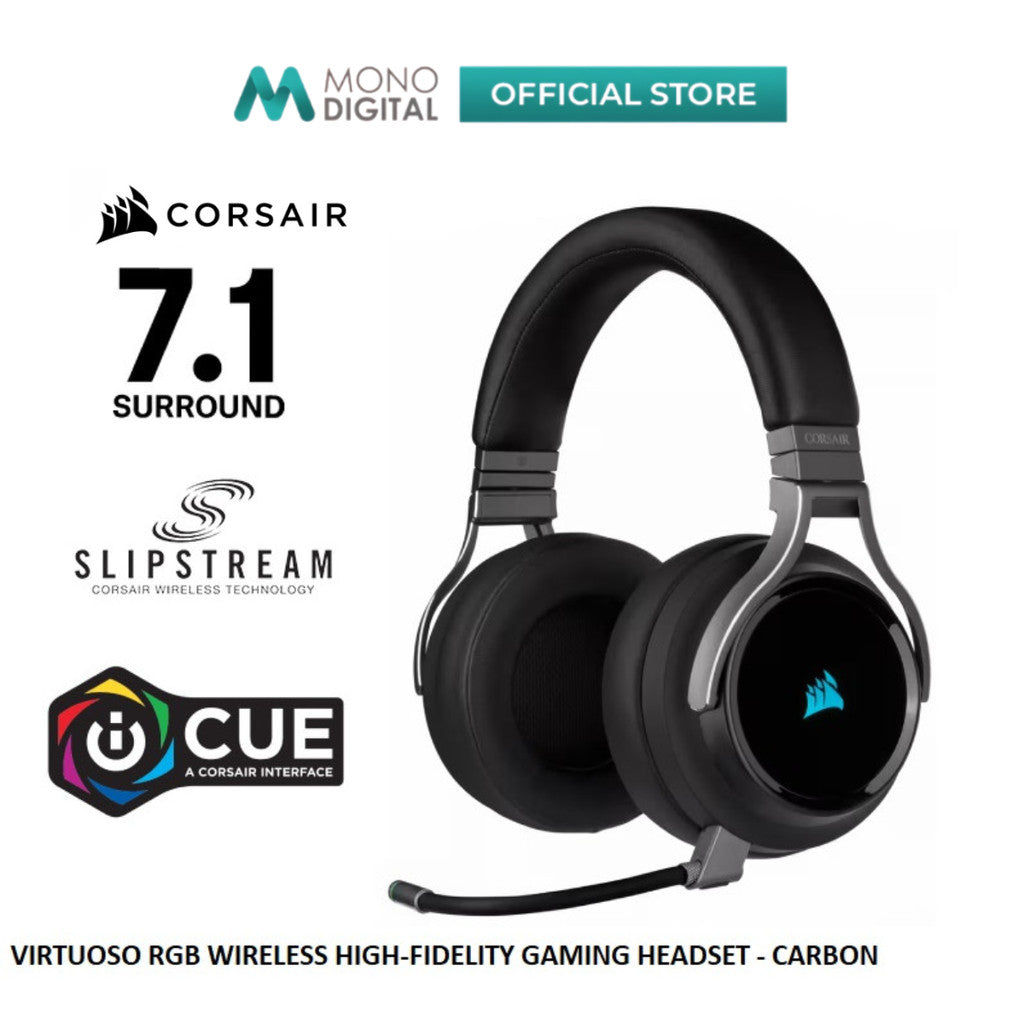 MONO
DIGITAL
OFFICIAL STORE
CORSAIR
7.1
SURROUND
SLIPSTREAM
CORSAIR WIRELESS TECHNOLOGY
iCUE
A CORSAIR INTERFACE
CORSAIR
VIRTUOSO RGB WIRELESS HIGH-FIDELITY GAMING HEADSET - CARBON